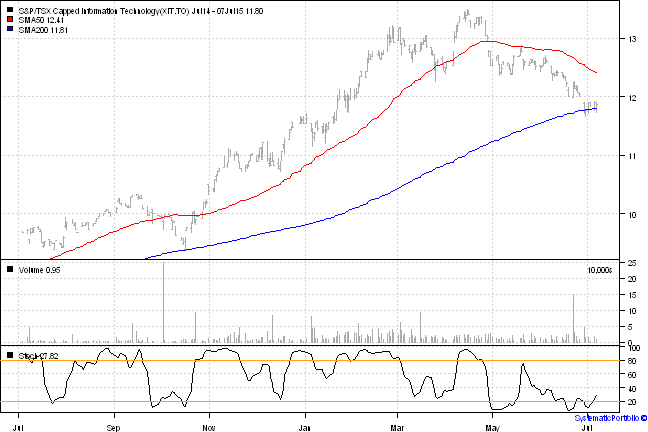 S&P/TSX Capped Information Technology(XIT.TO) Jul14 - 07Jul15 11.80
SMA50 12.41
SMA200 11.81
13
12
11
10
Volume 0.95
10,000s
25
20
15
10
5
0
Stoch 27.82
100
80
60
40
20
Jul
Sep
Nov
Jan
Mar
May
Jul
SystematicPortfolio ©